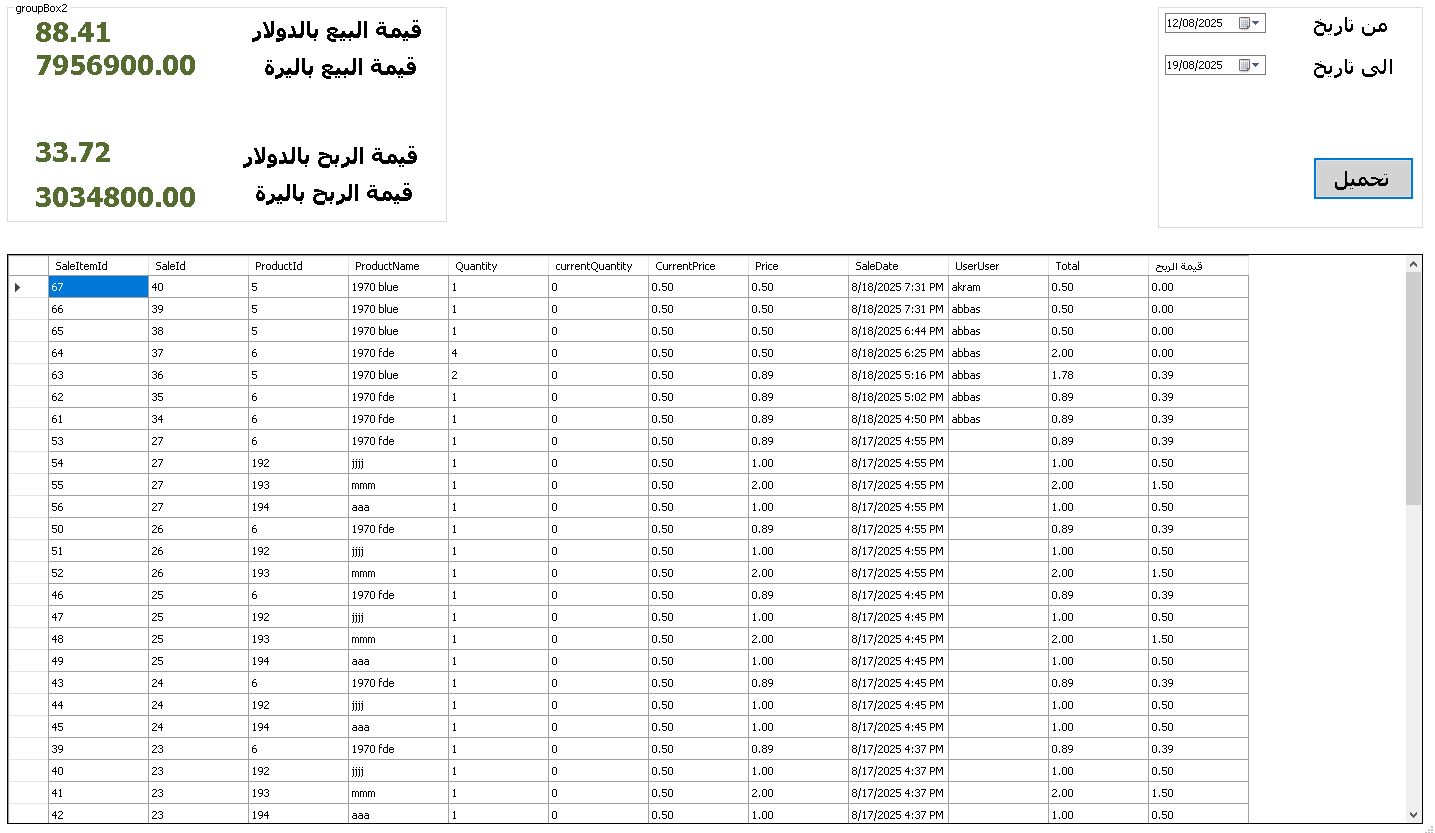 groupBox2
88.41 قيمة البيع بالدولار
7956900.00 قيمة البيع باليرة
33.72 قيمة الربح بالدولار
3034800.00 قيمة الربح باليرة
12/08/2025 من تاريخ
19/08/2025 الى تاريخ
تحميل
SaleItemId SaleId ProductId ProductName Quantity currentQuantity CurrentPrice Price SaleDate UserUser Total قيمة الربح
67 40 5 1970 blue 1 0 0.50 0.50 8/18/2025 7:31 PM akram 0.50 0.00
66 39 5 1970 blue 1 0 0.50 0.50 8/18/2025 7:31 PM abbas 0.50 0.00
65 38 5 1970 blue 1 0 0.50 0.50 8/18/2025 6:44 PM abbas 0.50 0.00
64 37 6 1970 fde 4 0 0.50 0.50 8/18/2025 6:25 PM abbas 2.00 0.00
63 36 5 1970 blue 2 0 0.50 0.89 8/18/2025 5:16 PM abbas 1.78 0.39
62 35 6 1970 fde 1 0 0.50 0.89 8/18/2025 5:02 PM abbas 0.89 0.39
61 34 6 1970 fde 1 0 0.50 0.89 8/18/2025 4:50 PM abbas 0.89 0.39
53 27 6 1970 fde 1 0 0.50 0.89 8/17/2025 4:55 PM 0.89 0.39
54 27 192 jjjj 1 0 0.50 1.00 8/17/2025 4:55 PM 1.00 0.50
55 27 193 mmm 1 0 0.50 2.00 8/17/2025 4:55 PM 2.00 1.50
56 27 194 aaa 1 0 0.50 1.00 8/17/2025 4:55 PM 1.00 0.50
50 26 6 1970 fde 1 0 0.50 0.89 8/17/2025 4:55 PM 0.89 0.39
51 26 192 jjjj 1 0 0.50 1.00 8/17/2025 4:55 PM 1.00 0.50
52 26 193 mmm 1 0 0.50 2.00 8/17/2025 4:55 PM 2.00 1.50
46 25 6 1970 fde 1 0 0.50 0.89 8/17/2025 4:45 PM 0.89 0.39
47 25 192 jjjj 1 0 0.50 1.00 8/17/2025 4:45 PM 1.00 0.50
48 25 193 mmm 1 0 0.50 2.00 8/17/2025 4:45 PM 2.00 1.50
49 25 194 aaa 1 0 0.50 1.00 8/17/2025 4:45 PM 1.00 0.50
43 24 6 1970 fde 1 0 0.50 0.89 8/17/2025 4:45 PM 0.89 0.39
44 24 192 jjjj 1 0 0.50 1.00 8/17/2025 4:45 PM 1.00 0.50
45 24 194 aaa 1 0 0.50 1.00 8/17/2025 4:45 PM 1.00 0.50
39 23 6 1970 fde 1 0 0.50 0.89 8/17/2025 4:37 PM 0.89 0.39
40 23 192 jjjj 1 0 0.50 1.00 8/17/2025 4:37 PM 1.00 0.50
41 23 193 mmm 1 0 0.50 2.00 8/17/2025 4:37 PM 2.00 1.50
42 23 194 aaa 1 0 0.50 1.00 8/17/2025 4:37 PM 1.00 0.50